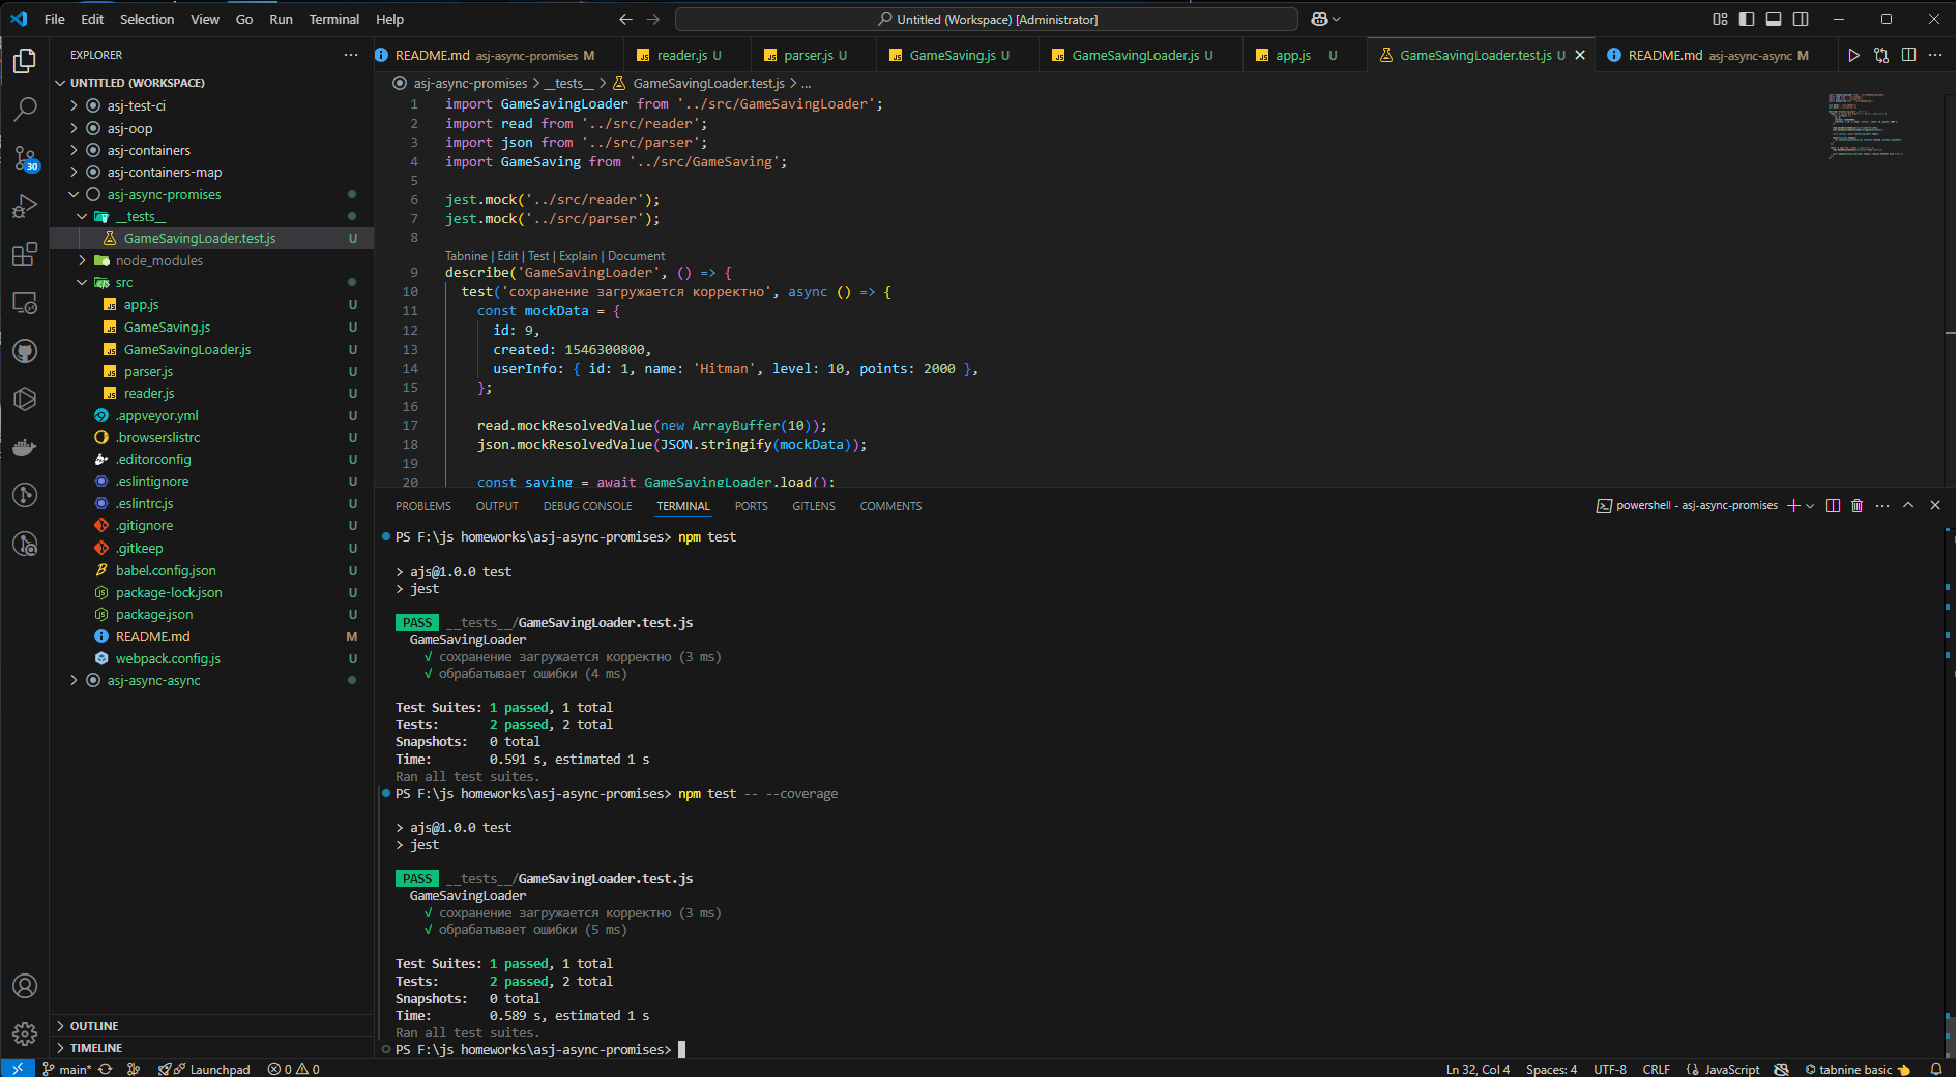 File Edit Selection View Go Run Terminal Help
Untitled (Workspace) [Administrator]
EXPLORER
UNTITLED (WORKSPACE)
asj-test-ci
asj-oop
asj-containers
asj-containers-map
asj-async-promises
__tests__
GameSavingLoader.test.js U
node_modules
src
app.js U
GameSaving.js U
GameSavingLoader.js U
parser.js U
reader.js U
.appveyor.yml U
.browserslistrc U
.editorconfig U
.eslintignore U
.eslintrc.js U
.gitignore U
.gitkeep U
babel.config.json U
package-lock.json U
package.json U
README.md M
webpack.config.js U
asj-async-async
OUTLINE
TIMELINE
30
README.md asj-async-promises M
reader.js U
parser.js U
GameSaving.js U
GameSavingLoader.js U
app.js U
GameSavingLoader.test.js U
README.md asj-async-async M
asj-async-promises > __tests__ > GameSavingLoader.test.js > ...
1 import GameSavingLoader from '../src/GameSavingLoader';
2 import read from '../src/reader';
3 import json from '../src/parser';
4 import GameSaving from '../src/GameSaving';
5
6 jest.mock('../src/reader');
7 jest.mock('../src/parser');
8
Tabnine | Edit | Test | Explain | Document
9 describe('GameSavingLoader', () => {
10 test('сохранение загружается корректно', async () => {
11 const mockData = {
12 id: 9,
13 created: 1546300800,
14 userInfo: { id: 1, name: 'Hitman', level: 10, points: 2000 },
15 };
16
17 read.mockResolvedValue(new ArrayBuffer(10));
18 json.mockResolvedValue(JSON.stringify(mockData));
19
20 const saving = await GameSavingLoader.load();
PROBLEMS OUTPUT DEBUG CONSOLE TERMINAL PORTS GITLENS COMMENTS
powershell - asj-async-promises
PS F:\js homeworks\asj-async-promises> npm test
> ajs@1.0.0 test
> jest
PASS __tests__/GameSavingLoader.test.js
GameSavingLoader
√ сохранение загружается корректно (3 ms)
√ обрабатывает ошибки (4 ms)
Test Suites: 1 passed, 1 total
Tests: 2 passed, 2 total
Snapshots: 0 total
Time: 0.591 s, estimated 1 s
Ran all test suites.
PS F:\js homeworks\asj-async-promises> npm test -- --coverage
> ajs@1.0.0 test
> jest
PASS __tests__/GameSavingLoader.test.js
GameSavingLoader
√ сохранение загружается корректно (3 ms)
√ обрабатывает ошибки (5 ms)
Test Suites: 1 passed, 1 total
Tests: 2 passed, 2 total
Snapshots: 0 total
Time: 0.589 s, estimated 1 s
Ran all test suites.
PS F:\js homeworks\asj-async-promises>
main* Launchpad 0 0
Ln 32, Col 4 Spaces: 4 UTF-8 CRLF {} JavaScript tabnine basic